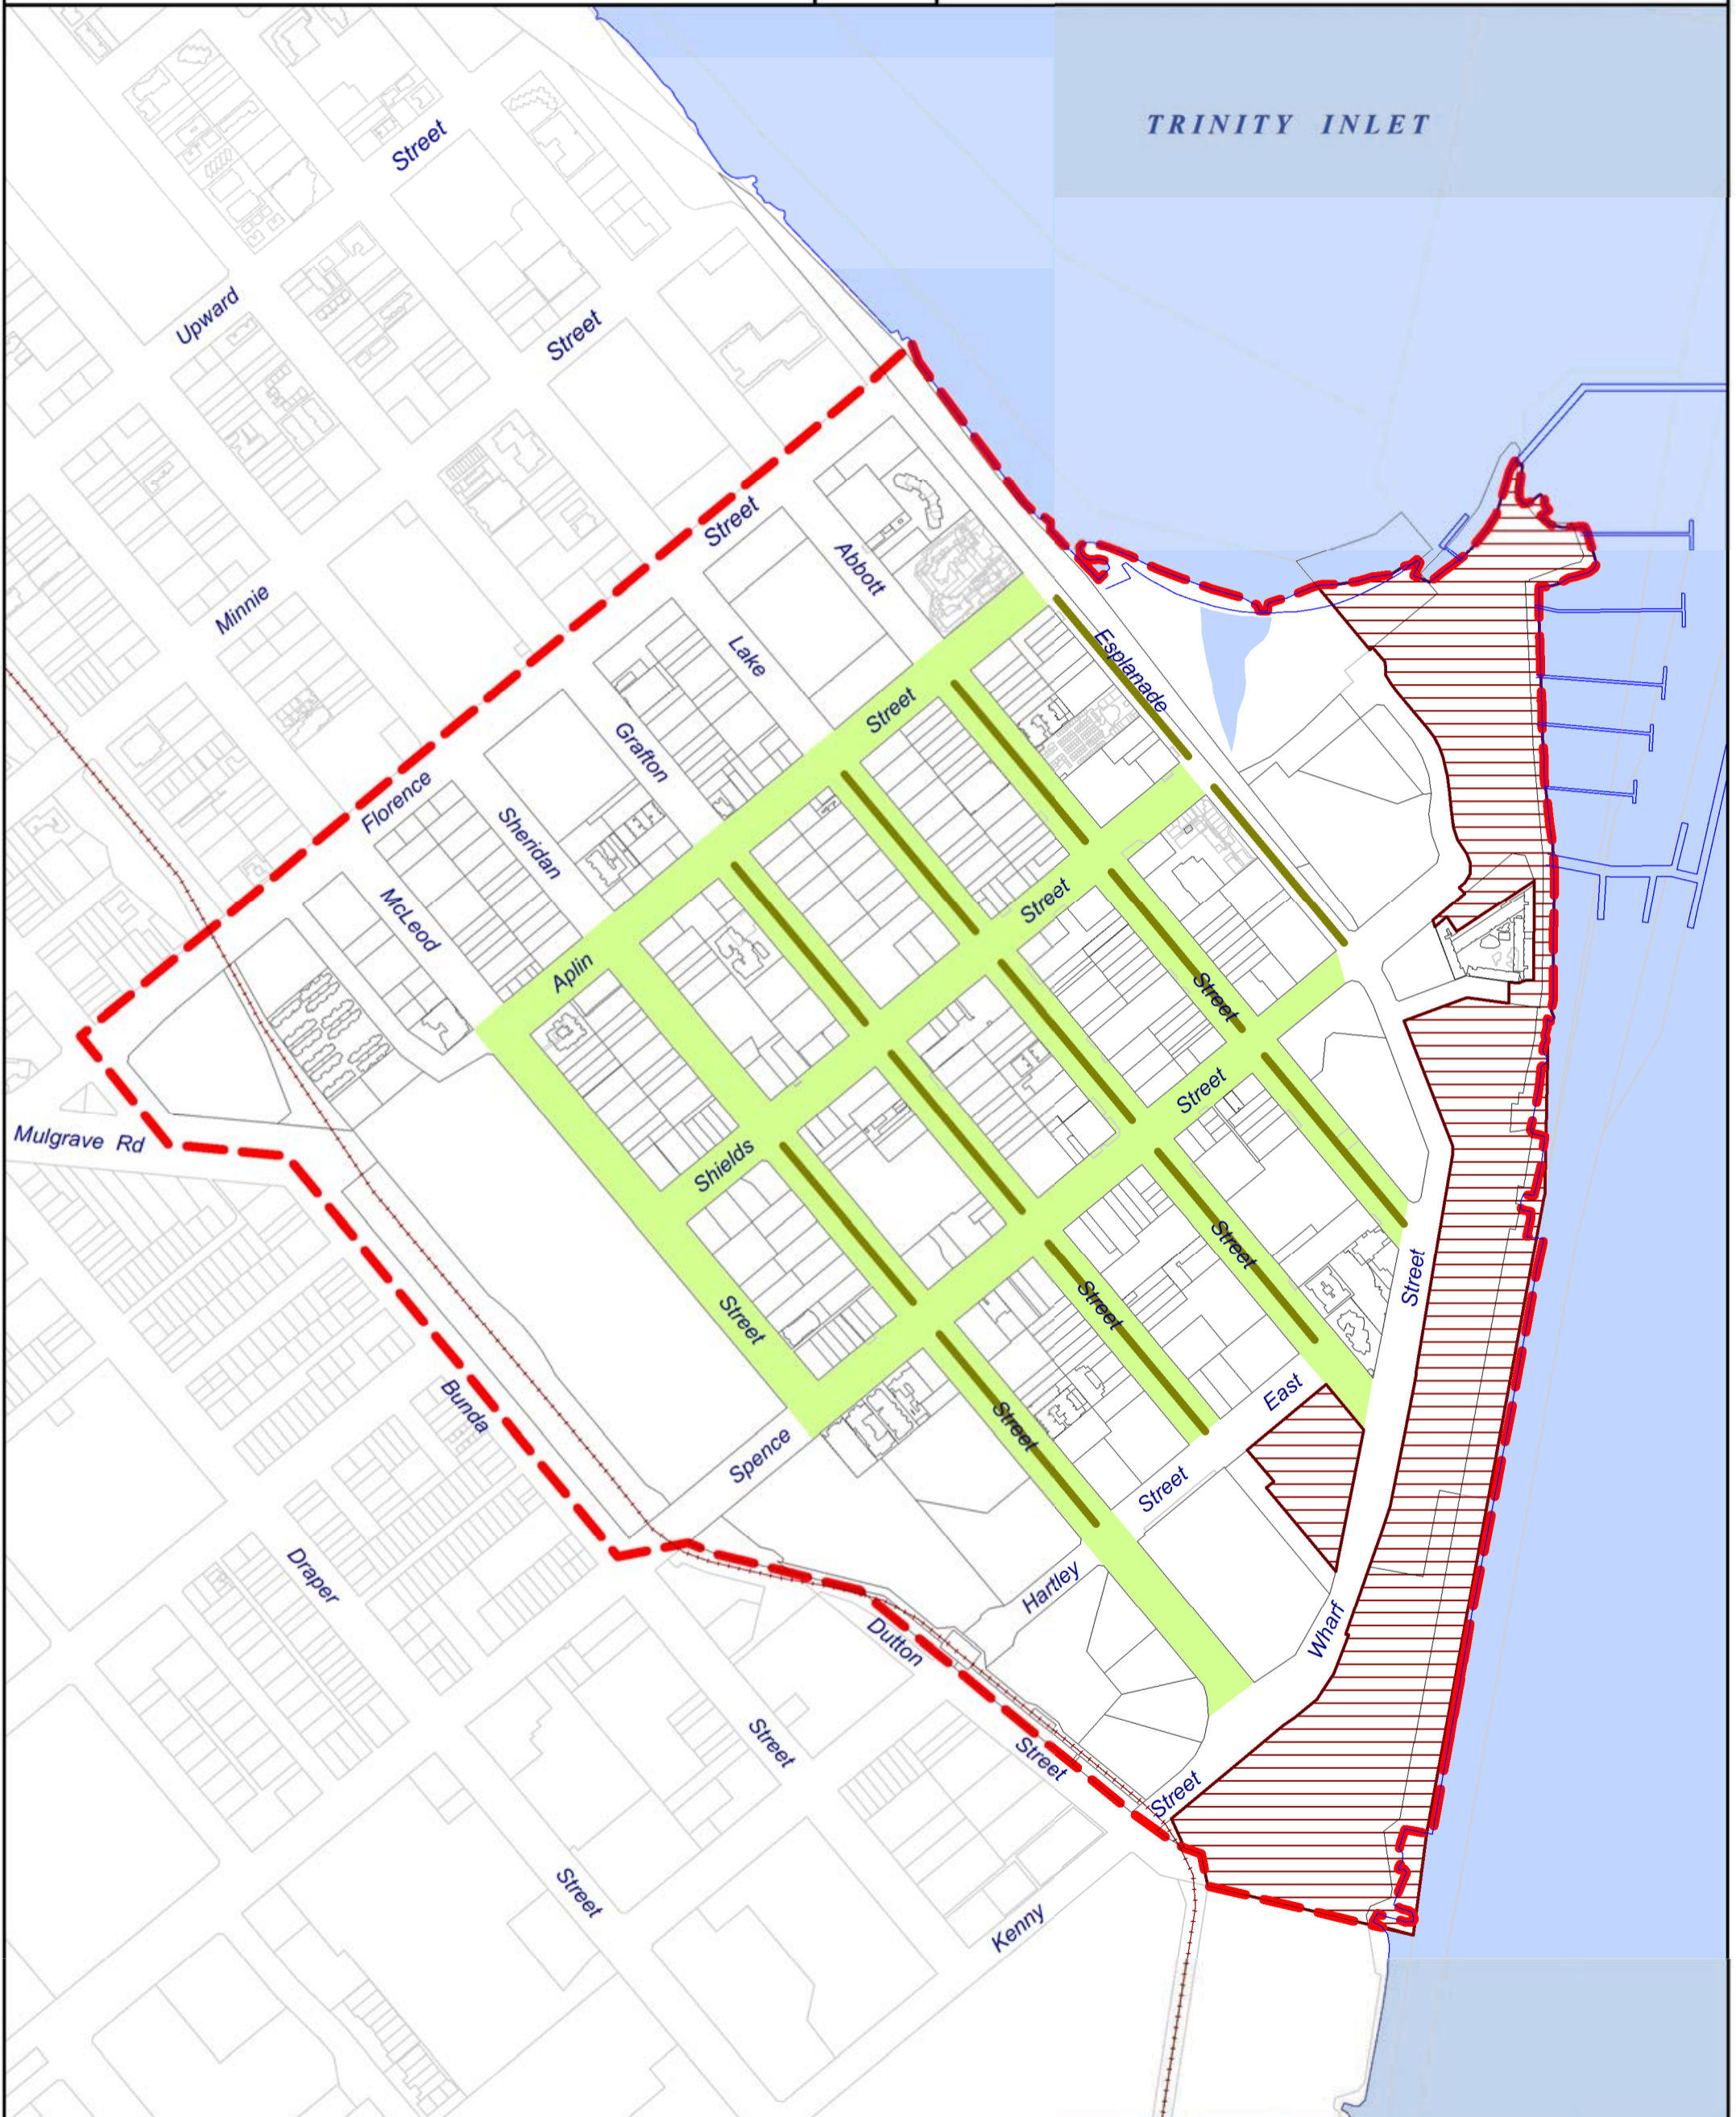 TRINITY INLET
Street
Upward
Street
Street
Abbott
Minnie
Lake
Esplanade
Street
Grafton
Florence
Sheridan
Street
McLeod
Aplin
Street
Street
Mulgrave Rd
Shields
Street
Street
Street
Street
Bunda
East
Street
Spence
Street
Draper
Hartley
Wharf
Dutton
Street
Street
Street
Street
Kenny